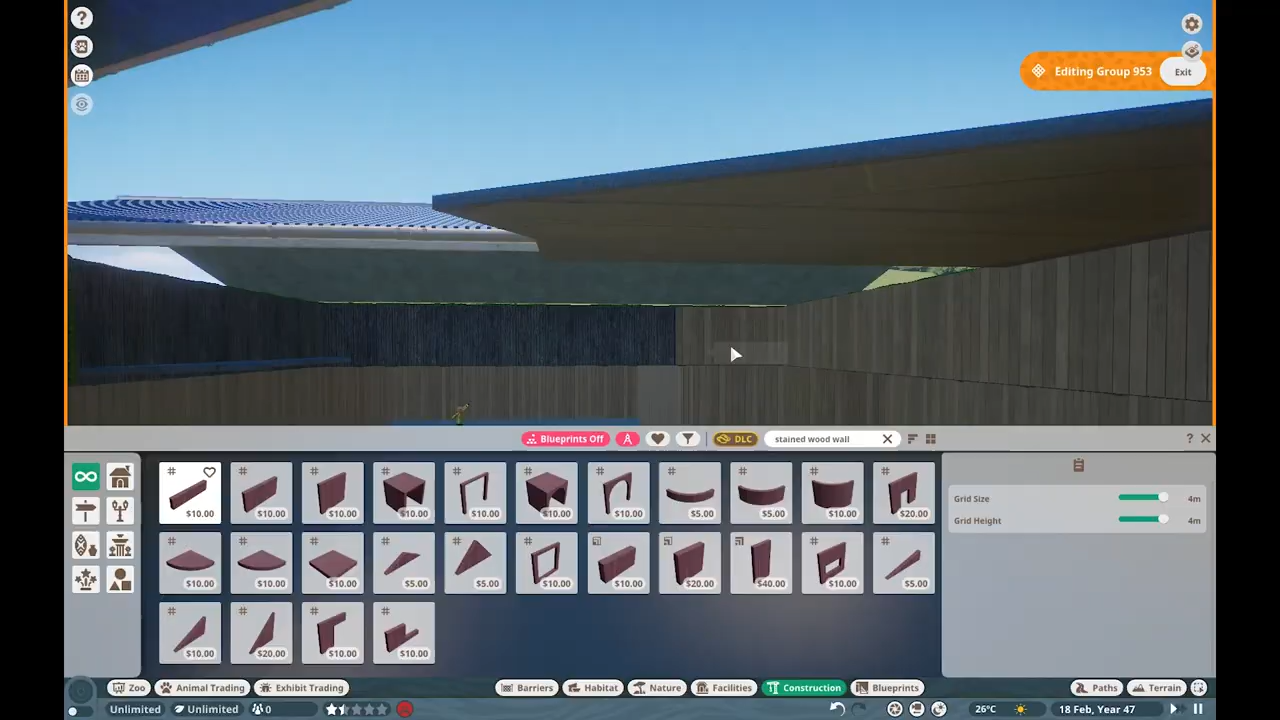 ?
Editing Group 953 Exit
Blueprints Off DLC stained wood wall
?
$10.00 $10.00 $10.00 $10.00 $10.00 $10.00 $10.00 $5.00 $5.00 $10.00 $20.00
$10.00 $10.00 $10.00 $5.00 $5.00 $10.00 $10.00 $20.00 $40.00 $10.00 $5.00
$10.00 $20.00 $10.00 $10.00
Grid Size 4m
Grid Height 4m
Zoo Animal Trading Exhibit Trading Barriers Habitat Nature Facilities Construction Blueprints Paths Terrain
Unlimited Unlimited 0 26°C 18 Feb, Year 47